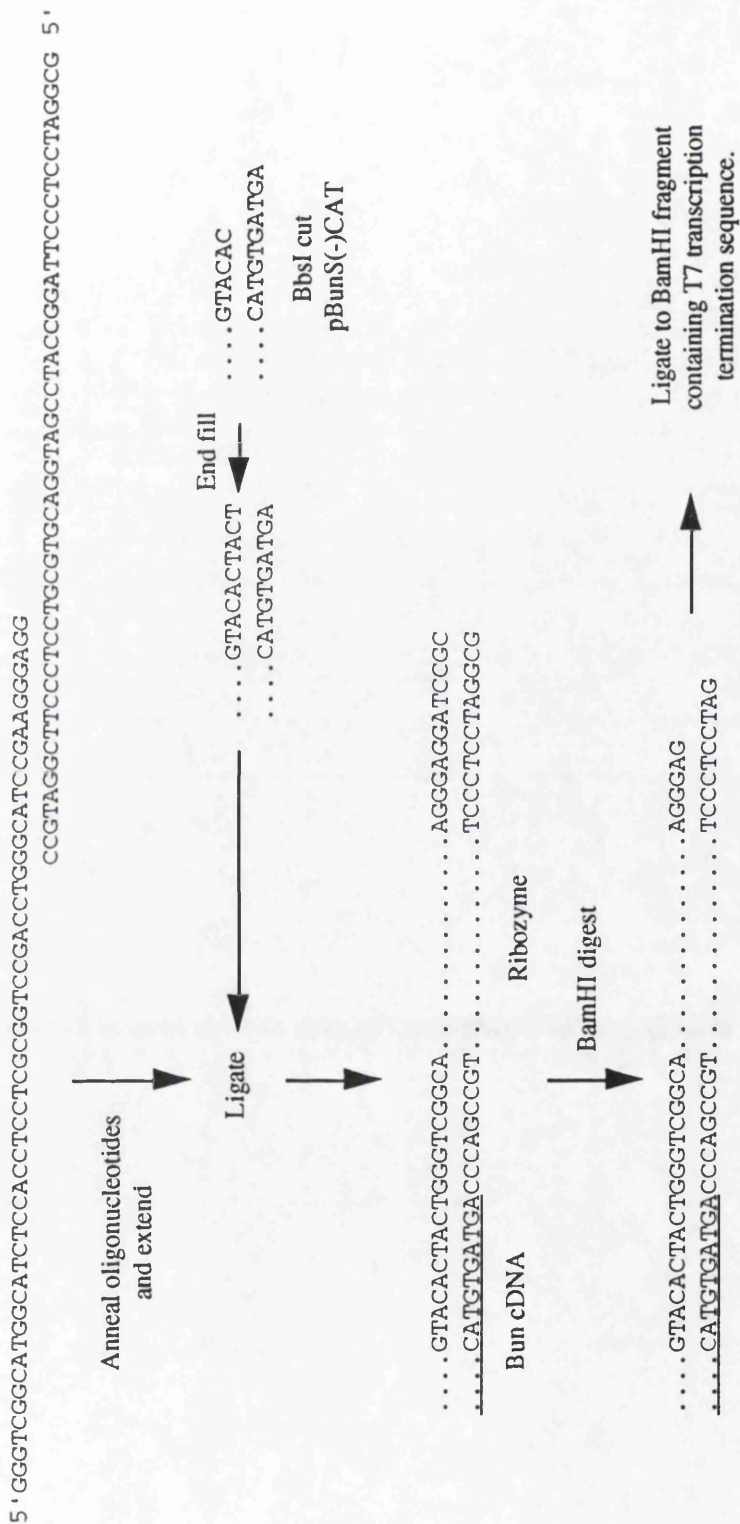 5'GGGTCGGCATGGCATCTCCACCTCCTCGCGGTCCGACCTGGGCATCCGAAGGGAGG
CCGTAGGCTTCCCTCCTGCGTGCAGGTAGCCTACCGGATTCCCTCCTAGGCG 5'
Anneal oligonucleotides
and extend
Ligate
....GTACACTACT
....CATGTGATGA
End fill
....GTACAC
....CATGTGATGA
BbsI cut
pBunS(-)CAT
....GTACACTACTGGGTCGGCA..............AGGGAGGATCCGC
....CATGTGATGACCCAGCCGT..............TCCCTCCTAGGCG
Bun cDNA
Ribozyme
BamHI digest
....GTACACTACTGGGTCGGCA..............AGGGAG
....CATGTGATGACCCAGCCGT..............TCCCTCCTAG
Ligate to BamHI fragment
containing T7 transcription
termination sequence.